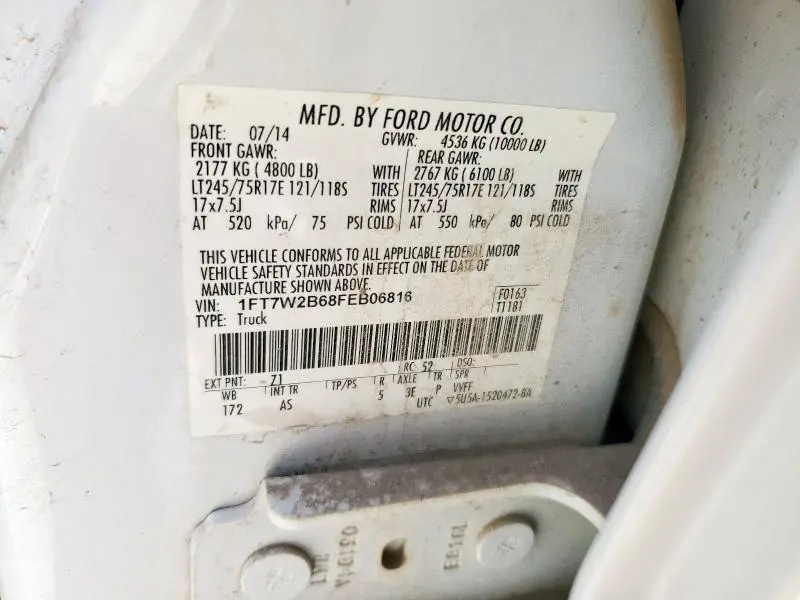 MFD. BY FORD MOTOR CO.
DATE: 07/14 GVWR: 4536 KG (10000 LB)
FRONT GAWR: REAR GAWR:
2177 KG ( 4800 LB) WITH 2767 KG ( 6100 LB) WITH
LT245/75R17E 121/118S TIRES LT245/75R17E 121/118S TIRES
17x7.5J RIMS 17x7.5J RIMS
AT 520 kPa/ 75 PSI COLD AT 550 kPa/ 80 PSI COLD
THIS VEHICLE CONFORMS TO ALL APPLICABLE FEDERAL MOTOR
VEHICLE SAFETY STANDARDS IN EFFECT ON THE DATE OF
MANUFACTURE SHOWN ABOVE.
VIN: 1FT7W2B68FEB06816 F0163
TYPE: Truck T1181
EXT PNT: Z1 RC: 52 DSO:
WB INT TR TP/PS R AXLE TR SPR
172 AS 5 3E P VVFF
UTC ▽5U5A-1520472-BA